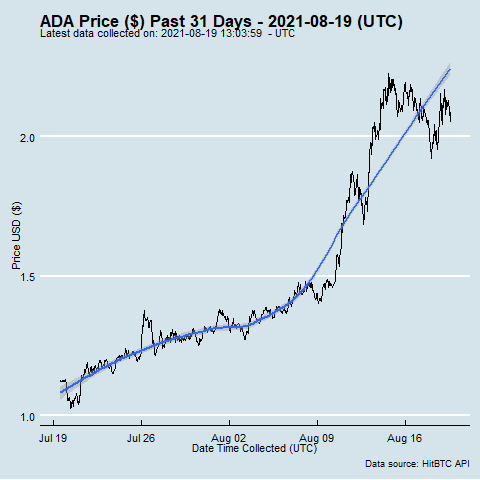 ADA Price ($) Past 31 Days - 2021-08-19 (UTC)
Latest data collected on: 2021-08-19 13:03:59 - UTC
2.0
Price USD ($)
1.5
1.0
Jul 19 Jul 26 Aug 02 Aug 09 Aug 16
Date Time Collected (UTC)
Data source: HitBTC API